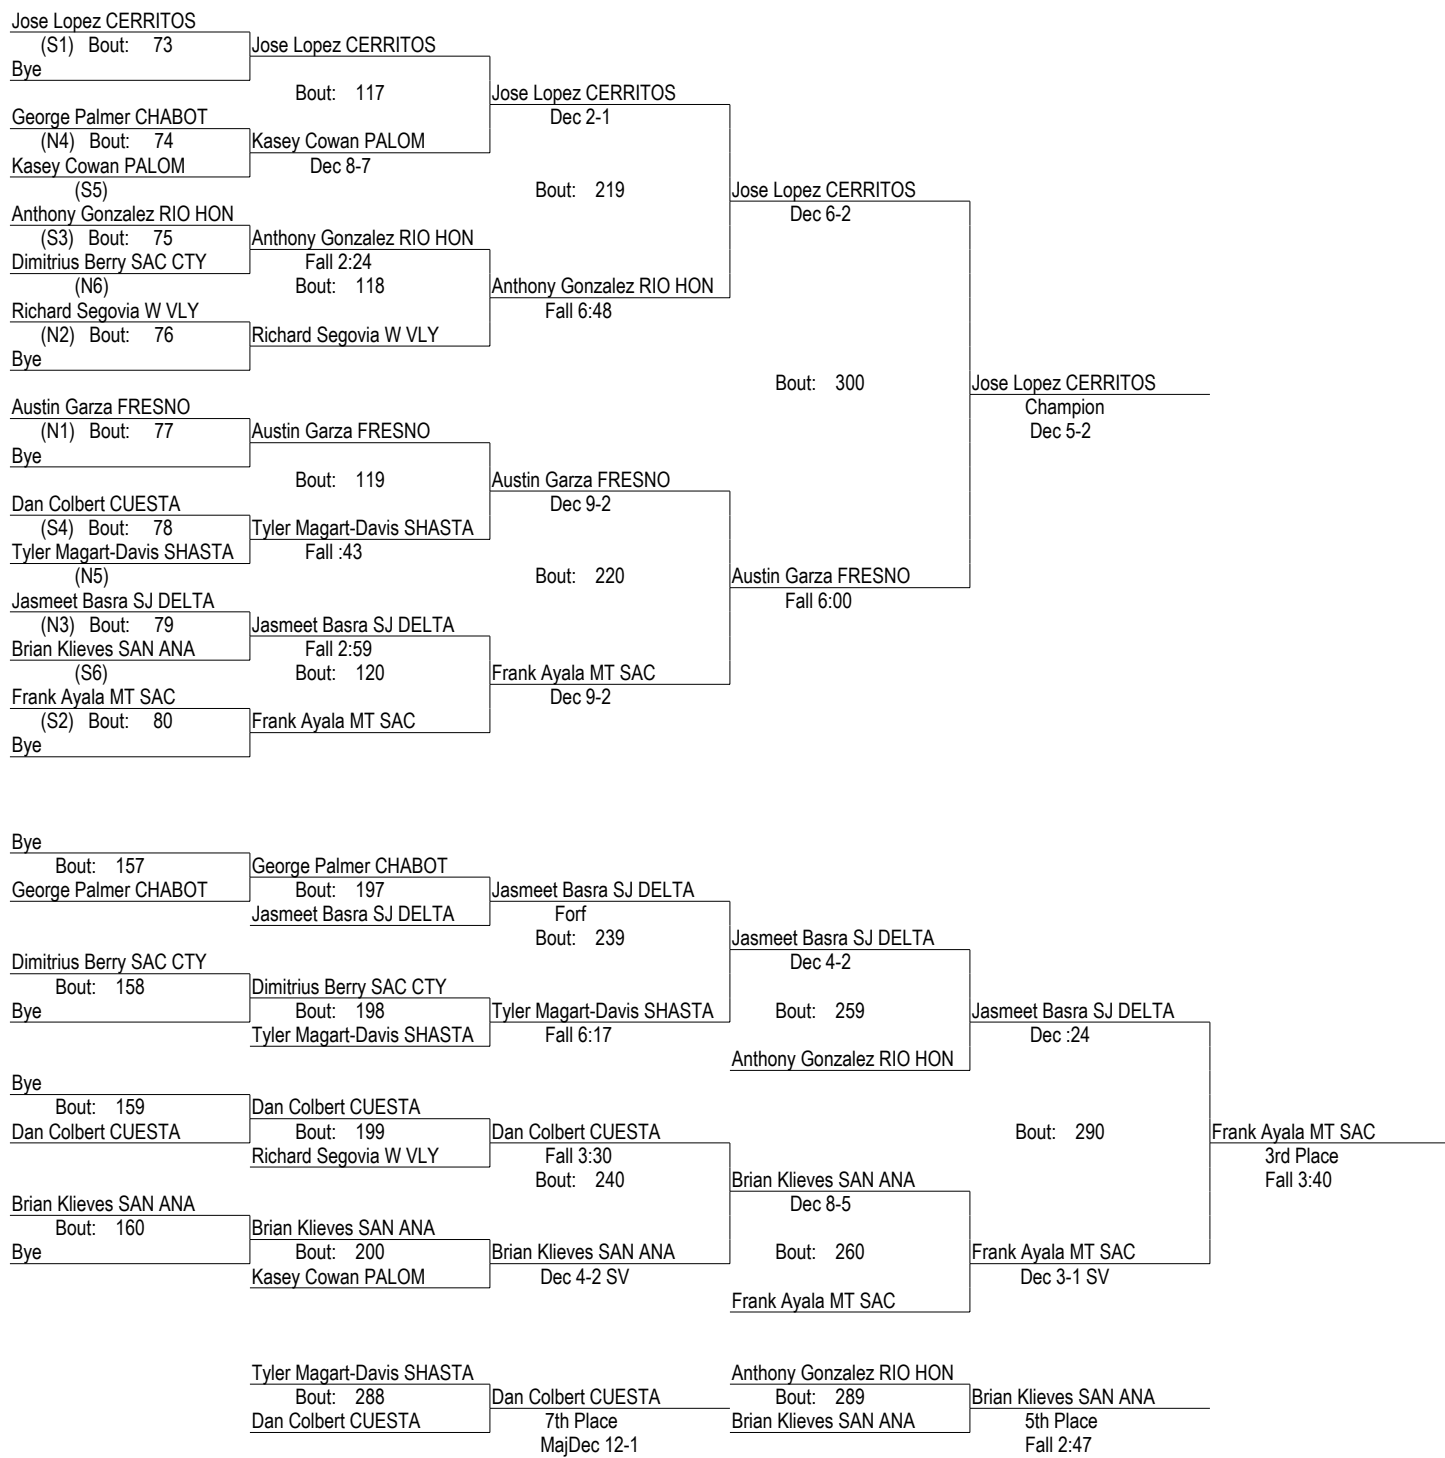 Jose Lopez CERRITOS
(S1) Bout: 73 Jose Lopez CERRITOS
Bye
Bout: 117 Jose Lopez CERRITOS
George Palmer CHABOT Dec 2-1
(N4) Bout: 74 Kasey Cowan PALOM
Kasey Cowan PALOM Dec 8-7
(S5) Bout: 219 Jose Lopez CERRITOS
Anthony Gonzalez RIO HON Dec 6-2
(S3) Bout: 75 Anthony Gonzalez RIO HON
Dimitrius Berry SAC CTY Fall 2:24
(N6) Bout: 118 Anthony Gonzalez RIO HON
Richard Segovia W VLY Fall 6:48
(N2) Bout: 76 Richard Segovia W VLY
Bye
Bout: 300 Jose Lopez CERRITOS
Austin Garza FRESNO Champion
(N1) Bout: 77 Austin Garza FRESNO Dec 5-2
Bye
Bout: 119 Austin Garza FRESNO
Dan Colbert CUESTA Dec 9-2
(S4) Bout: 78 Tyler Magart-Davis SHASTA
Tyler Magart-Davis SHASTA Fall :43
(N5) Bout: 220 Austin Garza FRESNO
Jasmeet Basra SJ DELTA Fall 6:00
(N3) Bout: 79 Jasmeet Basra SJ DELTA
Brian Klieves SAN ANA Fall 2:59
(S6) Bout: 120 Frank Ayala MT SAC
Frank Ayala MT SAC Dec 9-2
(S2) Bout: 80 Frank Ayala MT SAC
Bye
Bye
Bout: 157 George Palmer CHABOT
George Palmer CHABOT Bout: 197 Jasmeet Basra SJ DELTA
Jasmeet Basra SJ DELTA Forf
Bout: 239 Jasmeet Basra SJ DELTA
Dimitrius Berry SAC CTY Dec 4-2
Bout: 158 Dimitrius Berry SAC CTY
Bye Bout: 198 Tyler Magart-Davis SHASTA Bout: 259 Jasmeet Basra SJ DELTA
Tyler Magart-Davis SHASTA Fall 6:17 Dec :24
Anthony Gonzalez RIO HON
Bye
Bout: 159 Dan Colbert CUESTA
Dan Colbert CUESTA Bout: 199 Dan Colbert CUESTA Bout: 290 Frank Ayala MT SAC
Richard Segovia W VLY Fall 3:30 3rd Place
Bout: 240 Brian Klieves SAN ANA Fall 3:40
Brian Klieves SAN ANA Dec 8-5
Bout: 160 Brian Klieves SAN ANA
Bye Bout: 200 Brian Klieves SAN ANA Bout: 260 Frank Ayala MT SAC
Kasey Cowan PALOM Dec 4-2 SV Dec 3-1 SV
Frank Ayala MT SAC
Tyler Magart-Davis SHASTA Anthony Gonzalez RIO HON
Bout: 288 Dan Colbert CUESTA Bout: 289 Brian Klieves SAN ANA
Dan Colbert CUESTA 7th Place Brian Klieves SAN ANA 5th Place
MajDec 12-1 Fall 2:47